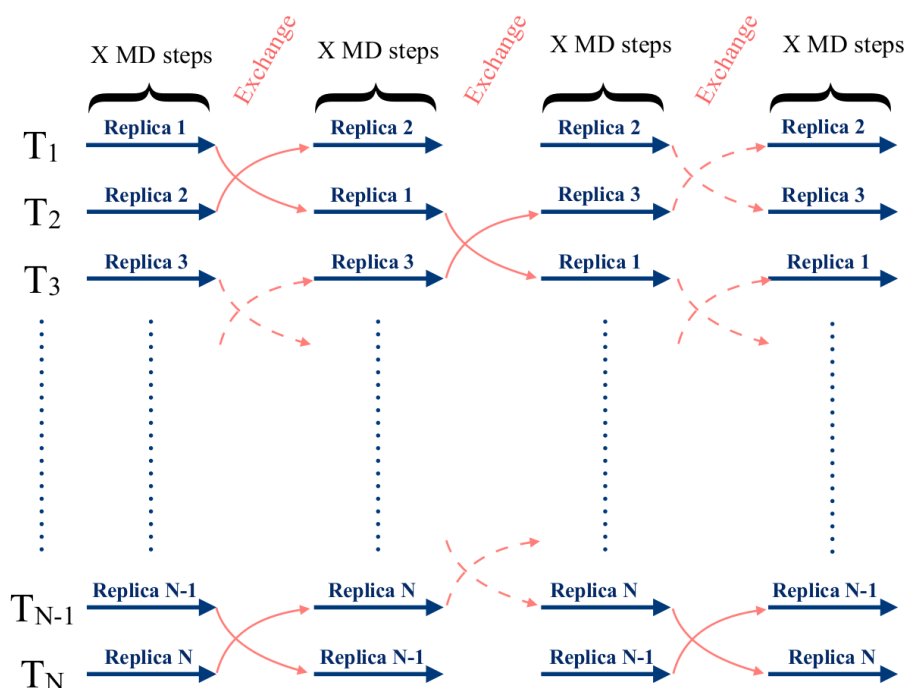 X MD steps Exchange X MD steps Exchange X MD steps Exchange X MD steps
T1 Replica 1 Replica 2 Replica 2 Replica 2
T2 Replica 2 Replica 1 Replica 3 Replica 3
T3 Replica 3 Replica 3 Replica 1 Replica 1
TN-1 Replica N-1 Replica N Replica N Replica N-1
TN Replica N Replica N-1 Replica N-1 Replica N